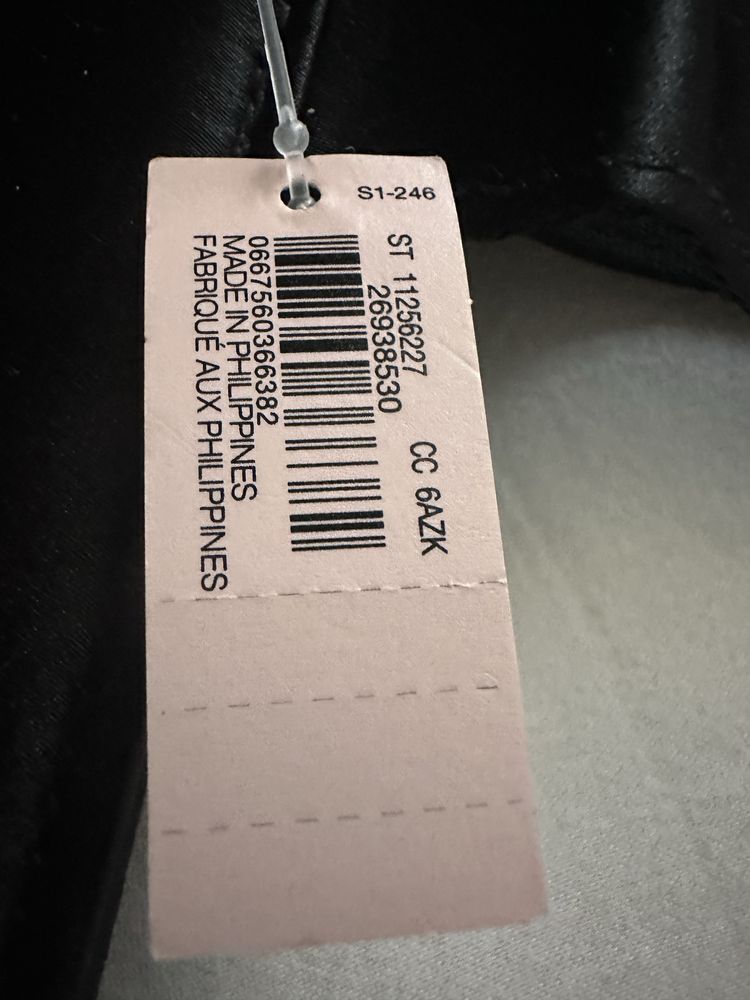 S1-246
ST 11256227 CC 6AZK
26938530
0667560366382
MADE IN PHILIPPINES
FABRIQUÉ AUX PHILIPPINES